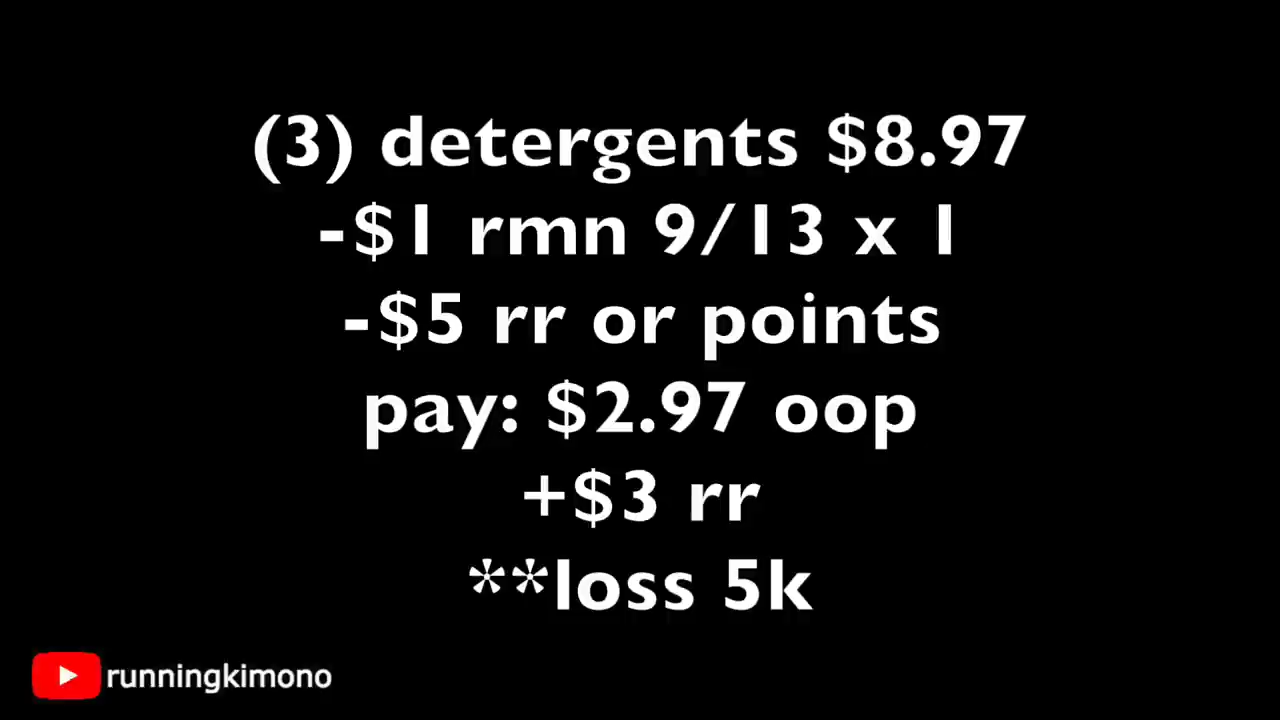 (3) detergents $8.97
-$1 rmn 9/13 x 1
-$5 rr or points
pay: $2.97 oop
+$3 rr
**loss 5k
runningkimono